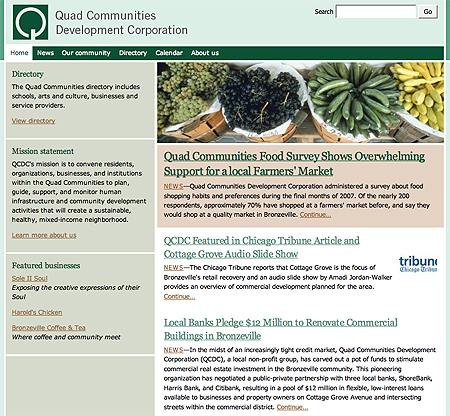 Quad Communities
Development Corporation
Search
Go
Home News Our community Directory Calendar About us
Directory
The Quad Communities directory includes
schools, arts and culture, businesses and
service providers.
View directory
Mission statement
QCDC's mission is to convene residents,
organizations, businesses, and institutions
within the Quad Communities to plan,
guide, support, and monitor human
infrastructure and community development
activities that will create a sustainable,
healthy, mixed-income neighborhood.
Learn more about us
Featured businesses
Sole II Soul
Exposing the creative expressions of their
Soul
Harold's Chicken
Bronzeville Coffee & Tea
Where coffee and community meet
Quad Communities Food Survey Shows Overwhelming
Support for a local Farmers' Market
NEWS—Quad Communities Development Corporation administered a survey about food
shopping habits and preferences during the final months of 2007. Of the nearly 200
respondents, approximately 70% have shopped at a farmers' market before, and say they
would shop at a quality market in Bronzeville. Continue...
QCDC Featured in Chicago Tribune Article and
Cottage Grove Audio Slide Show
NEWS—The Chicago Tribune reports that Cottage Grove is the focus of
Bronzeville's retail recovery and an audio slide show by Amadi Jordan-Walker
provides an overview of commercial development planned for the area.
Continue...
tribune
Chicago Tribun
Local Banks Pledge $12 Million to Renovate Commercial
Buildings in Bronzeville
NEWS—In the midst of an increasingly tight credit market, Quad Communities Development
Corporation (QCDC), a local non-profit group, has carved out a pot of funds to stimulate
commercial real estate investment in the Bronzeville community. This pioneering
organization has negotiated a public-private partnership with three local banks, ShoreBank,
Harris Bank, and Citibank, resulting in a pool of $12 million in flexible, low-interest loans
available to businesses and property owners on Cottage Grove Avenue and intersecting
streets within the commercial district. Continue...